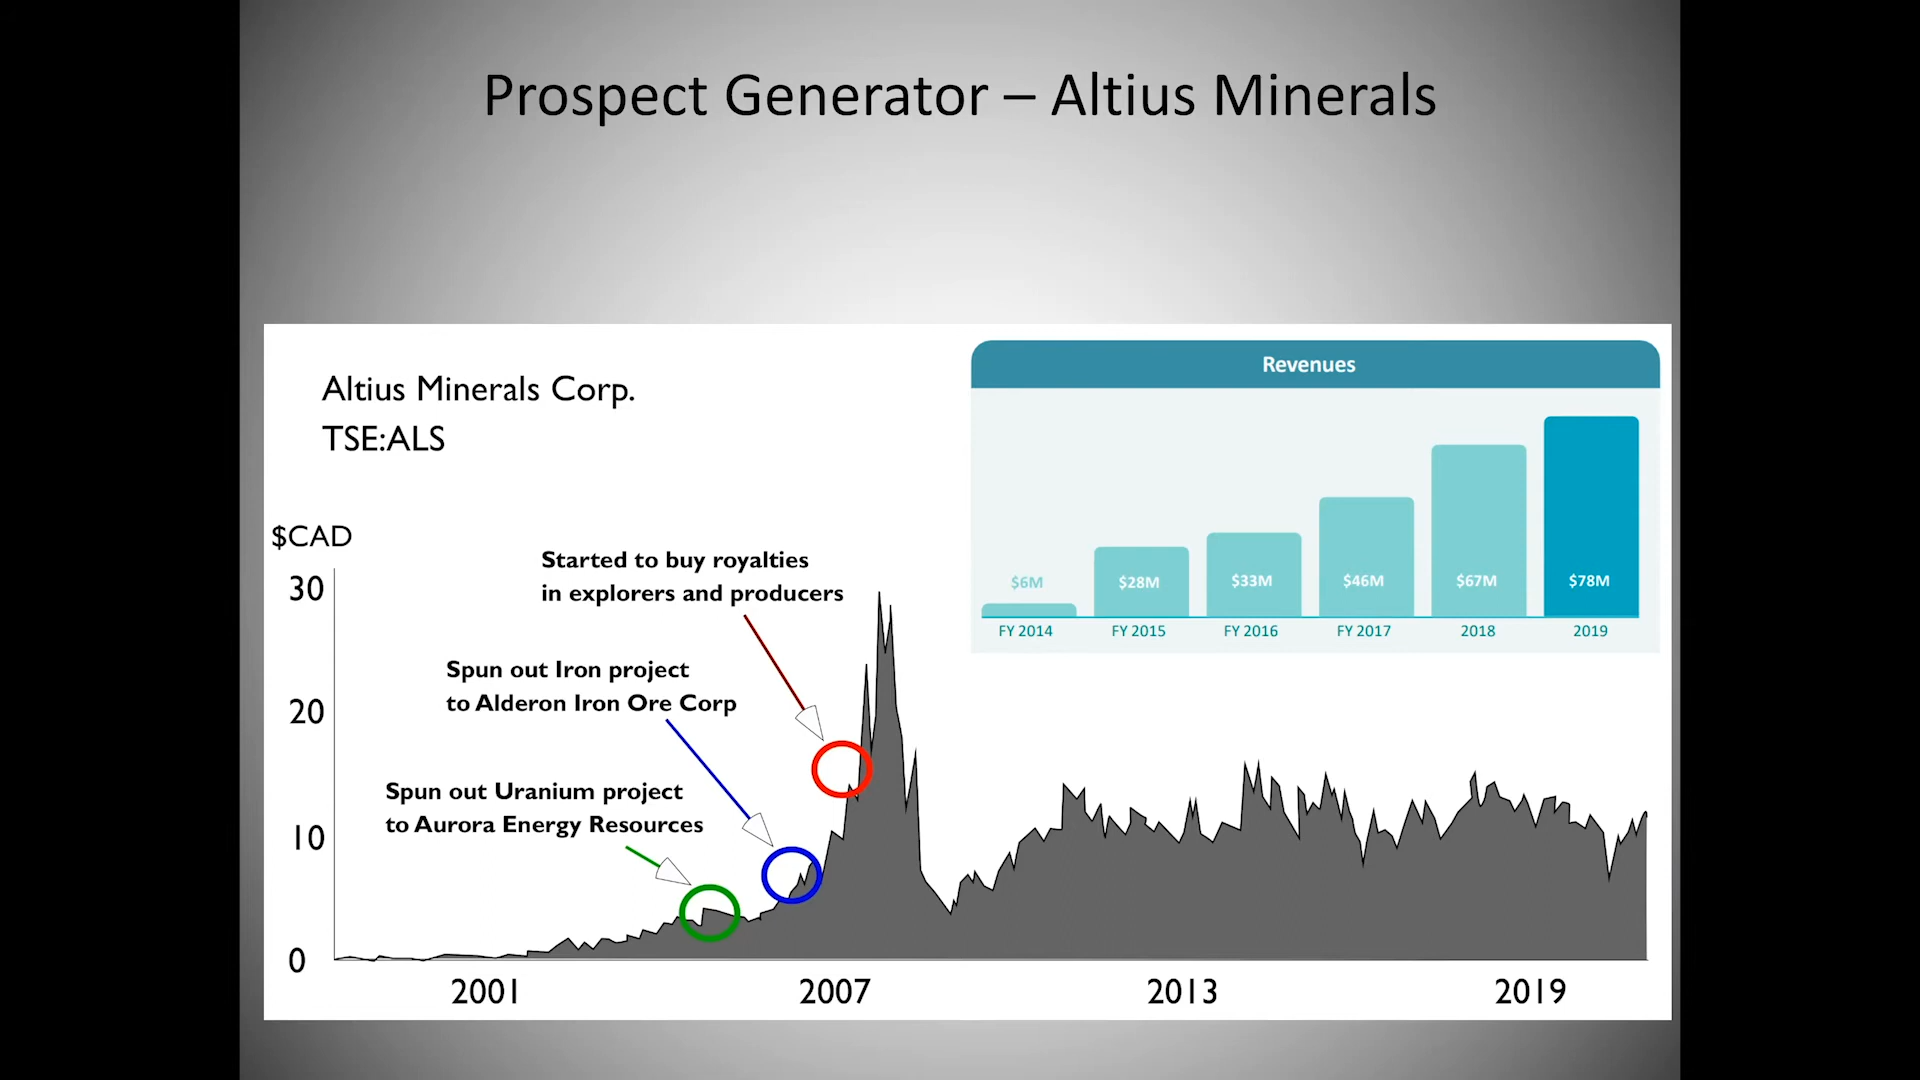 Prospect Generator – Altius Minerals
Altius Minerals Corp.
TSE:ALS
Revenues
$6M
$28M
$33M
$46M
$67M
$78M
FY 2014
FY 2015
FY 2016
FY 2017
2018
2019
$CAD
30
20
10
0
Started to buy royalties
in explorers and producers
Spun out Iron project
to Alderon Iron Ore Corp
Spun out Uranium project
to Aurora Energy Resources
2001
2007
2013
2019